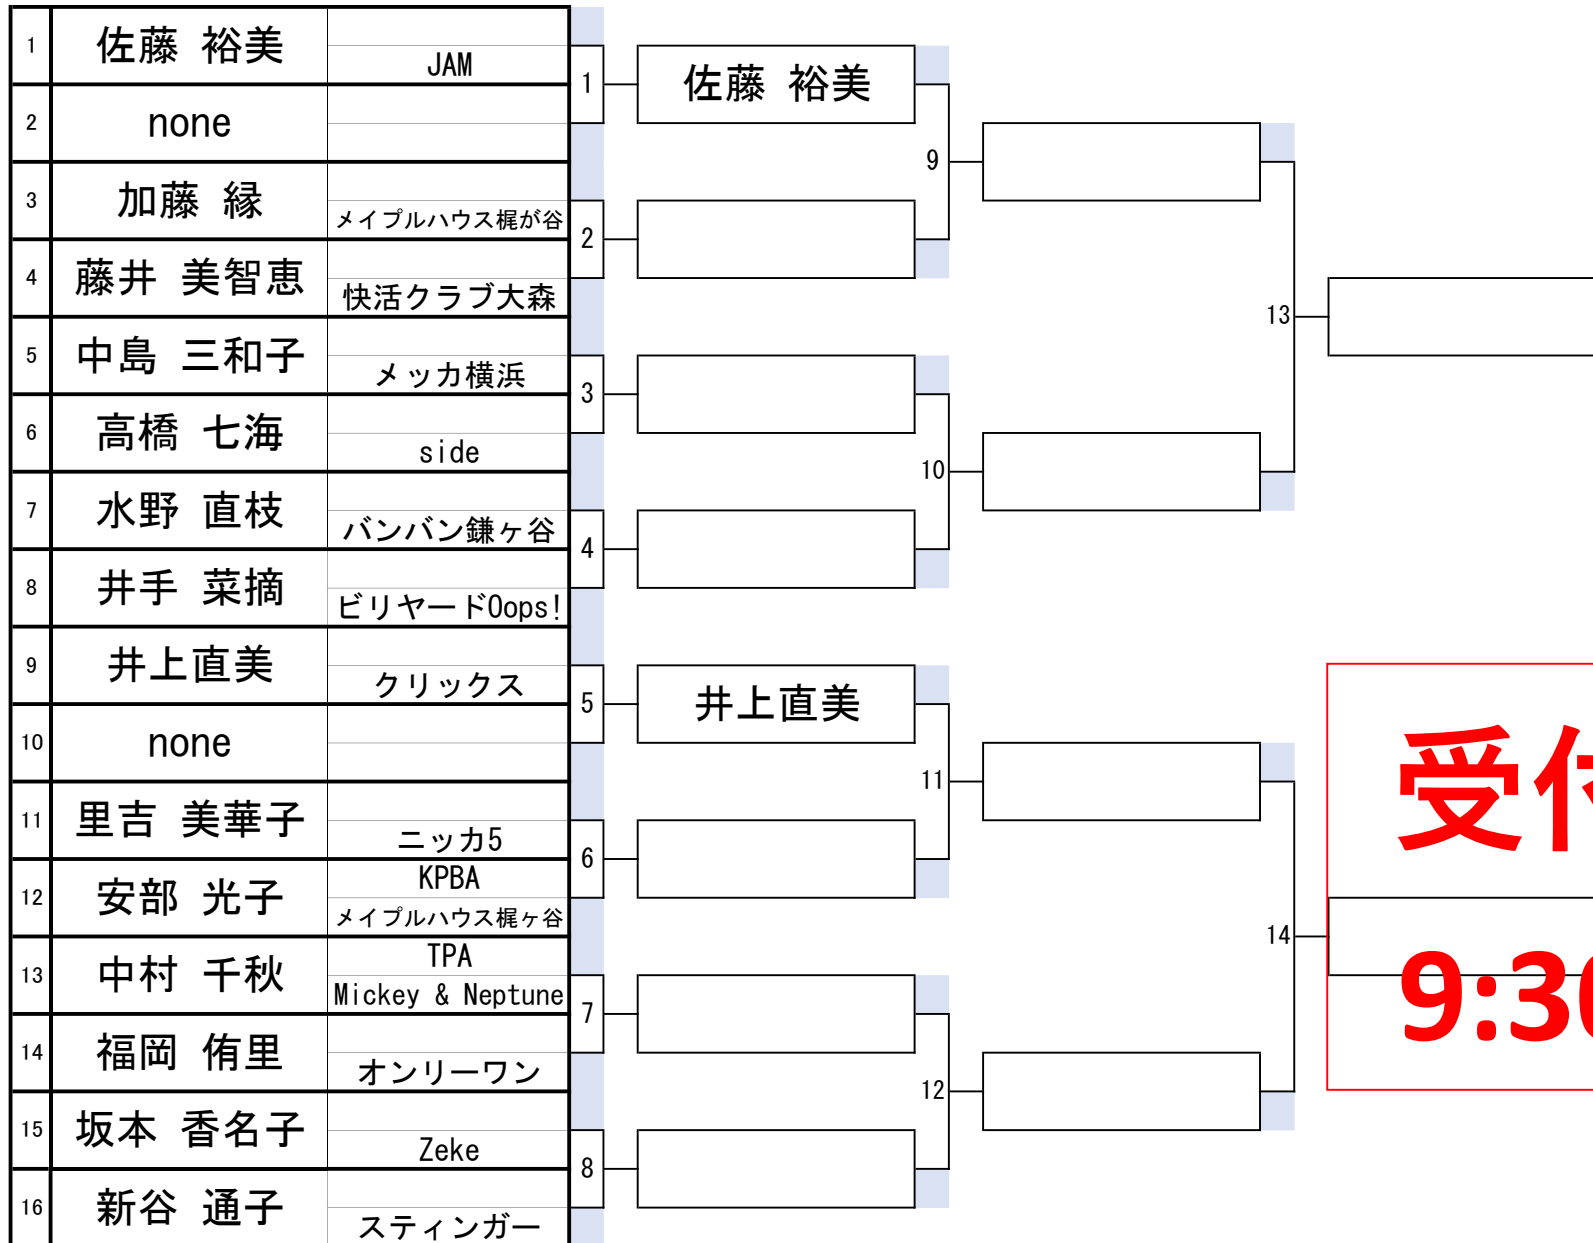 1 佐藤 裕美 JAM
2 none
3 加藤 縁 メイプルハウス梶が谷
4 藤井 美智恵 快活クラブ大森
5 中島 三和子 メッカ横浜
6 高橋 七海 side
7 水野 直枝 バンバン鎌ヶ谷
8 井手 菜摘 ビリヤードOops!
9 井上直美 クリックス
10 none
11 里吉 美華子 ニッカ5
12 安部 光子 KPBA
メイプルハウス梶ヶ谷
13 中村 千秋 TPA
Mickey & Neptune
14 福岡 侑里 オンリーワン
15 坂本 香名子 Zeke
16 新谷 通子 スティンガー
1 佐藤 裕美
2
3
4
5 井上直美
6
7
8
9
10
11
12
13
14
受付
9:30